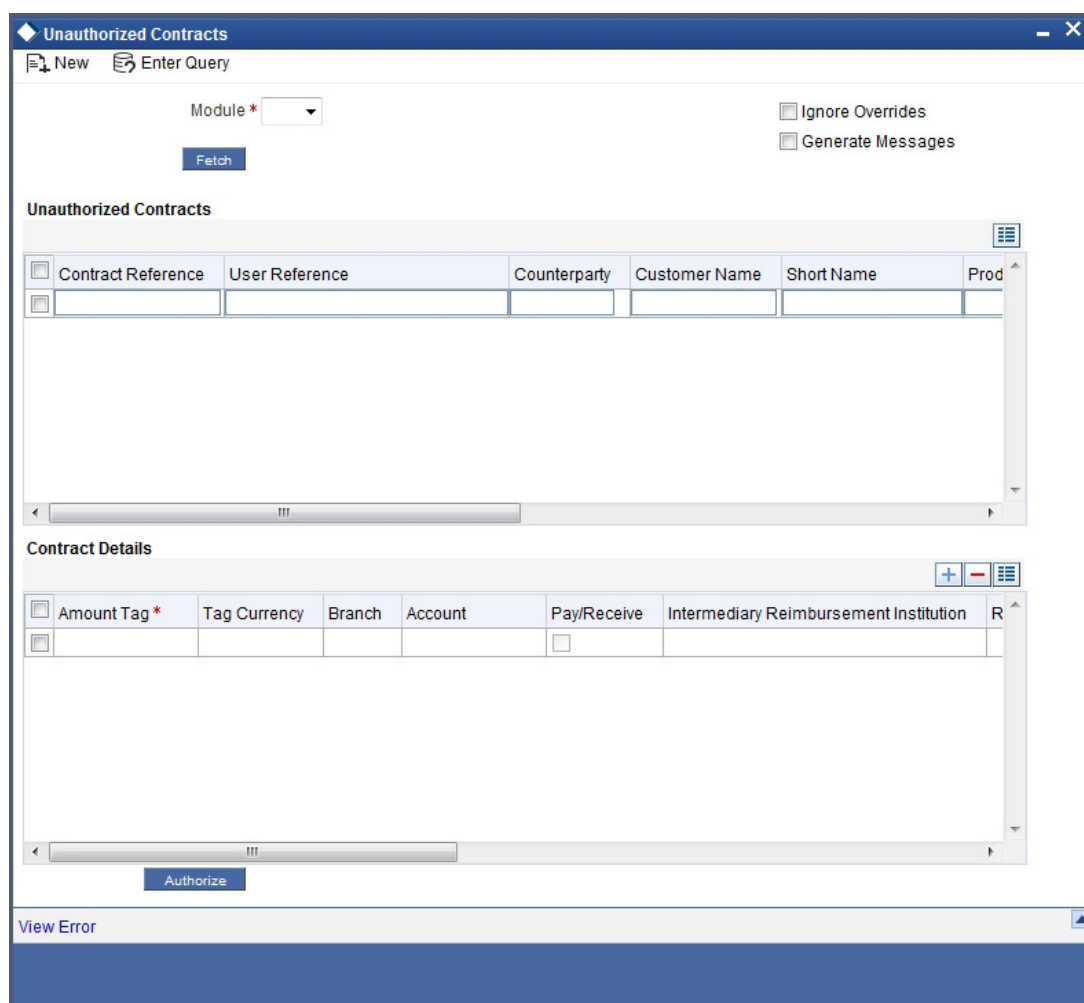 Unauthorized Contracts
New Enter Query
Module * Ignore Overrides
Generate Messages
Fetch
Unauthorized Contracts
Contract Reference User Reference Counterparty Customer Name Short Name Prod
Contract Details
Amount Tag * Tag Currency Branch Account Pay/Receive Intermediary Reimbursement Institution R
Authorize
View Error